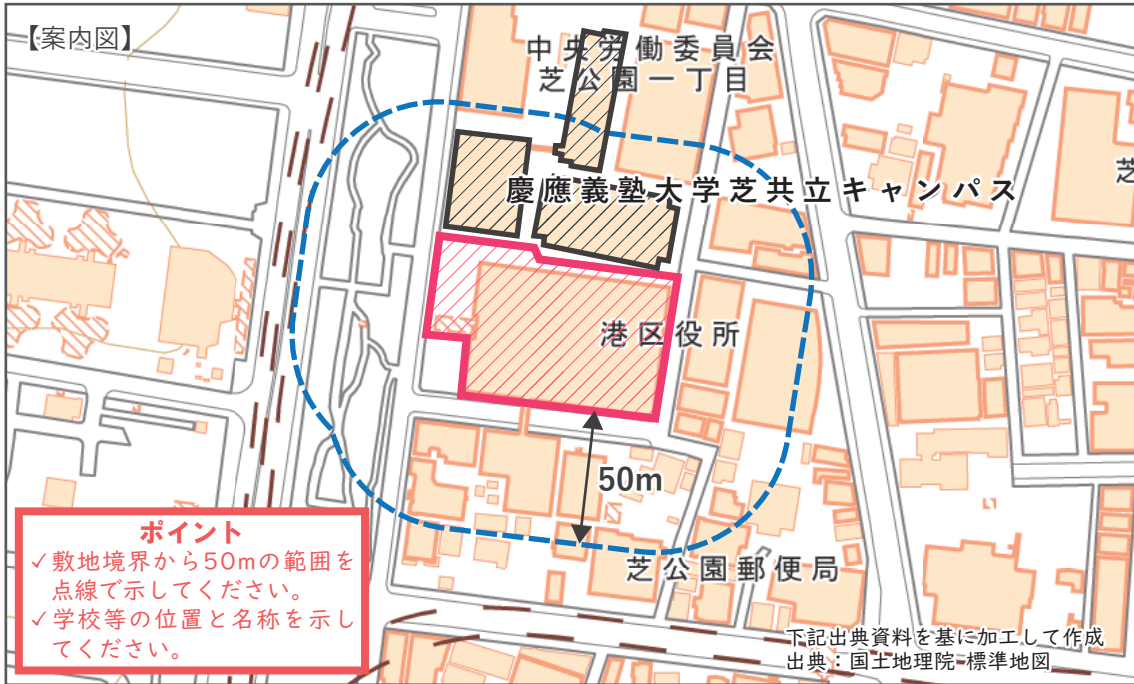 【案内図】
中央労働委員会
芝公園一丁目
慶應義塾大学芝共立キャンパス
芝
港区役所
50m
芝公園郵便局
ポイント
✓敷地境界から50mの範囲を
点線で示してください。
✓学校等の位置と名称を示し
てください。
下記出典資料を基に加工して作成
出典：国土地理院 標準地図